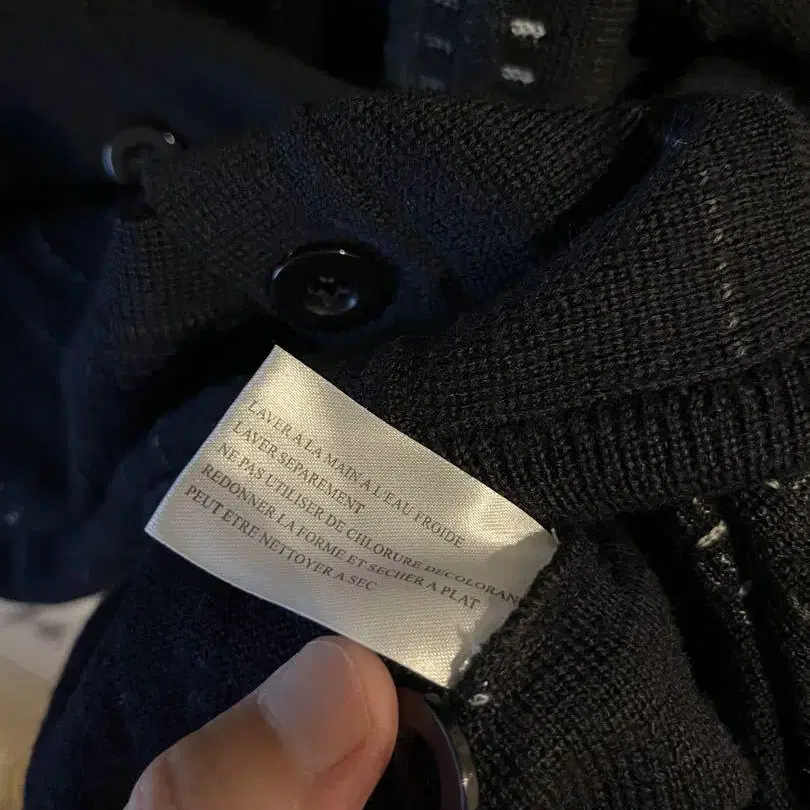 LAVER A LA MAIN A L'EAU FROIDE
LAVER SEPAREMENT
NE PAS UTILISER DE CHLORURE DECOLORAN
REDONNER LA FORME ET SECHER A PLAT
PEUT ETRE NETTOYER A SEC